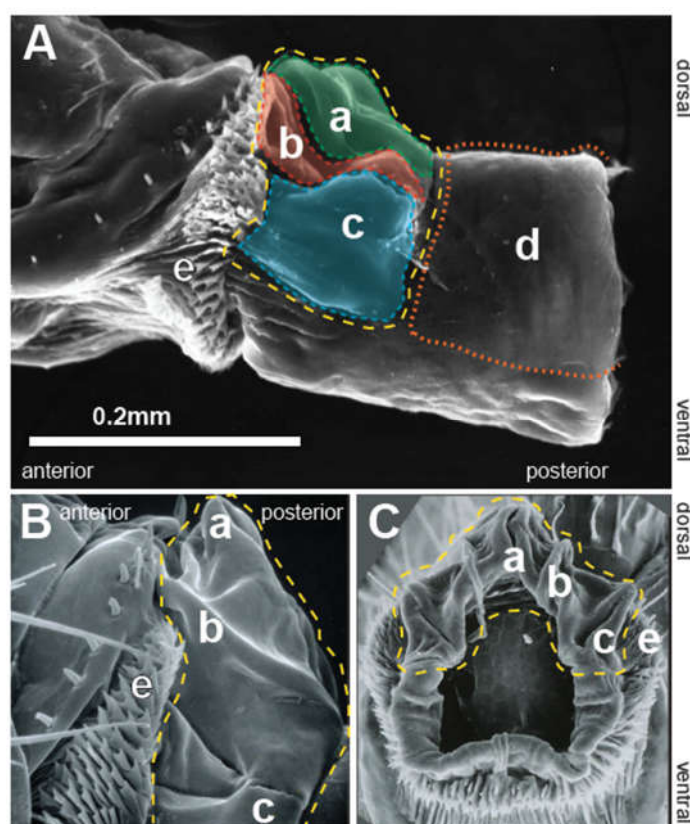 A
a
b
c
d
e
0.2mm
anterior
posterior
dorsal
ventral
B
anterior
posterior
a
b
e
c
C
a
b
c
e
dorsal
ventral